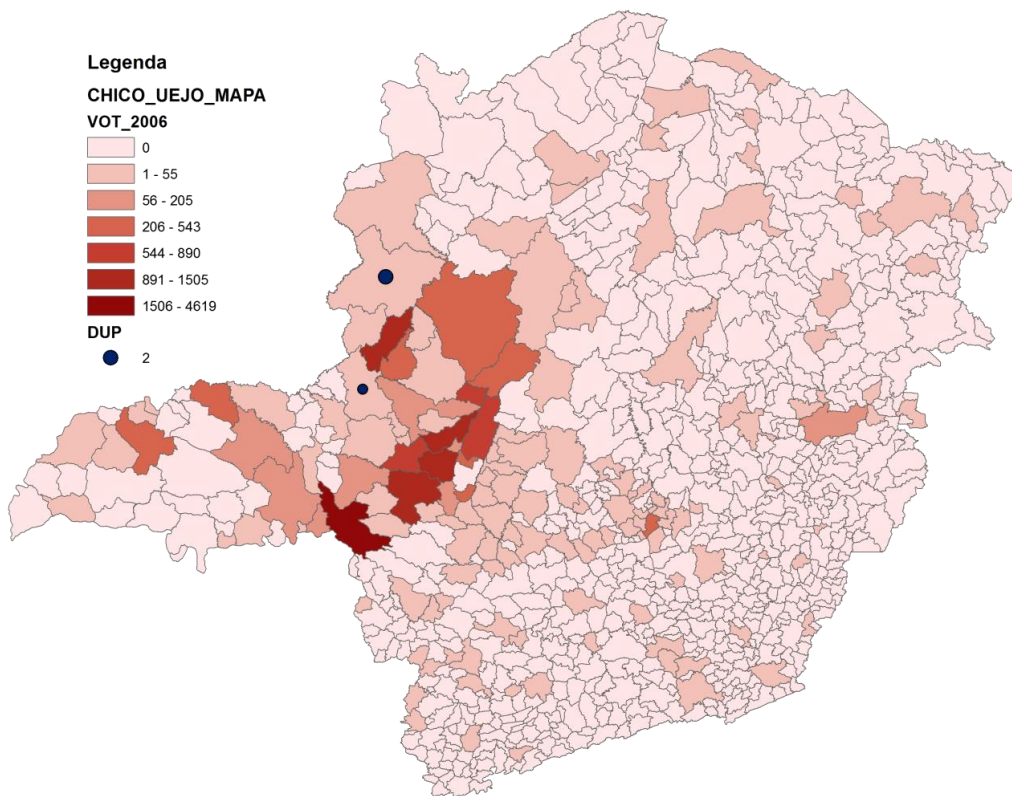 Legenda
CHICO_UEJO_MAPA
VOT_2006
0
1 - 55
56 - 205
206 - 543
544 - 890
891 - 1505
1506 - 4619
DUP
2